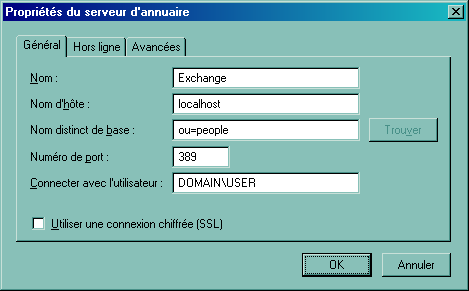 Propriétés du serveur d'annuaire
Général Hors ligne Avancées
Nom : Exchange
Nom d'hôte : localhost
Nom distinct de base : ou=people Trouver
Numéro de port : 389
Connecter avec l'utilisateur : DOMAIN\USER
Utiliser une connexion chiffrée (SSL)
OK Annuler